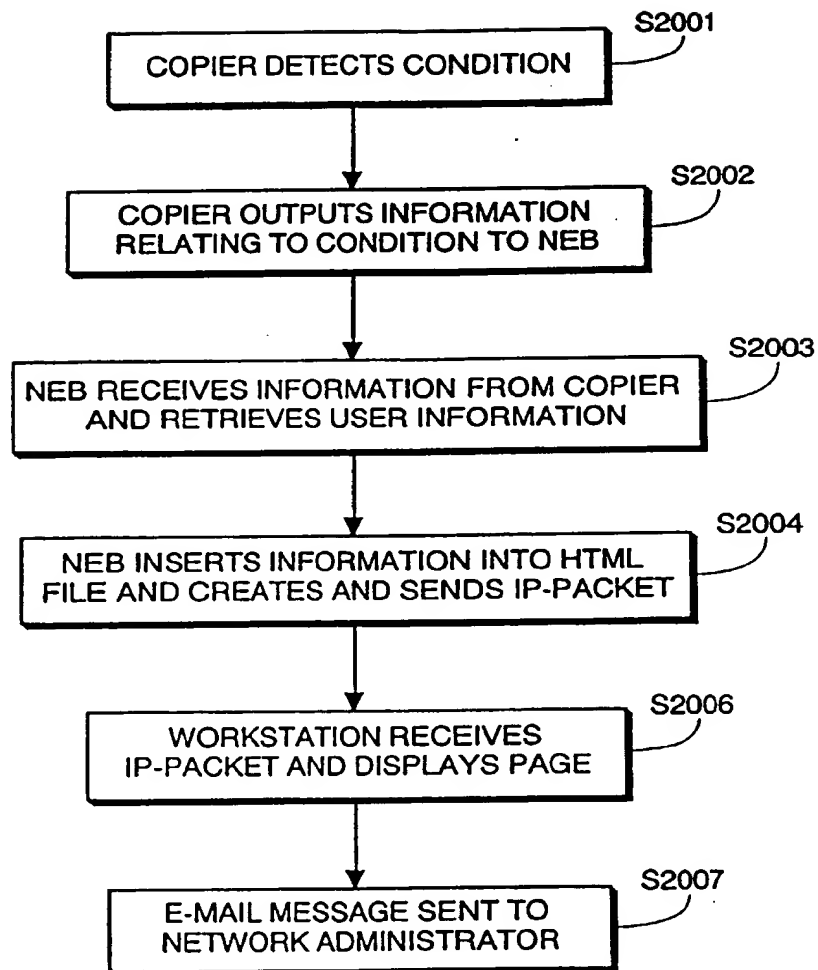 S2001
COPIER DETECTS CONDITION
S2002
COPIER OUTPUTS INFORMATION
RELATING TO CONDITION TO NEB
S2003
NEB RECEIVES INFORMATION FROM COPIER
AND RETRIEVES USER INFORMATION
S2004
NEB INSERTS INFORMATION INTO HTML
FILE AND CREATES AND SENDS IP-PACKET
S2006
WORKSTATION RECEIVES
IP-PACKET AND DISPLAYS PAGE
S2007
E-MAIL MESSAGE SENT TO
NETWORK ADMINISTRATOR